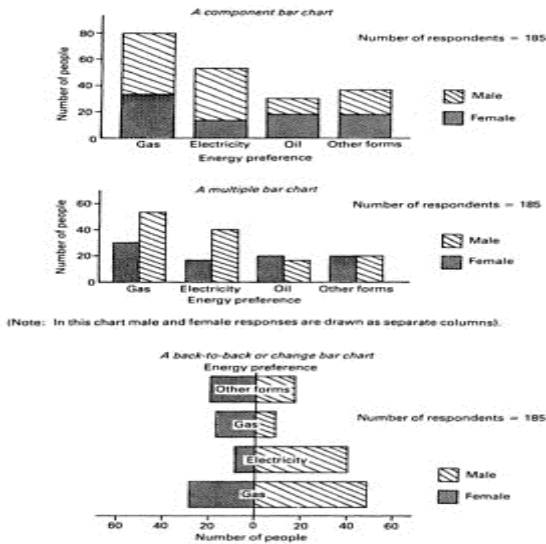 A component bar chart
Number of respondents = 185
Number of people
80
60
40
20
0
Male
Female
Gas Electricity Oil Other forms
Energy preference
A multiple bar chart
Number of respondents = 185
Number of people
60
40
20
0
Male
Female
Gas Electricity Oil Other forms
Energy preference
(Note: In this chart male and female responses are drawn as separate columns).
A back-to-back or change bar chart
Energy preference
Other forms
Gas
Number of respondents = 185
Electricity
Gas
Male
Female
60 40 20 0 20 40 60
Number of people